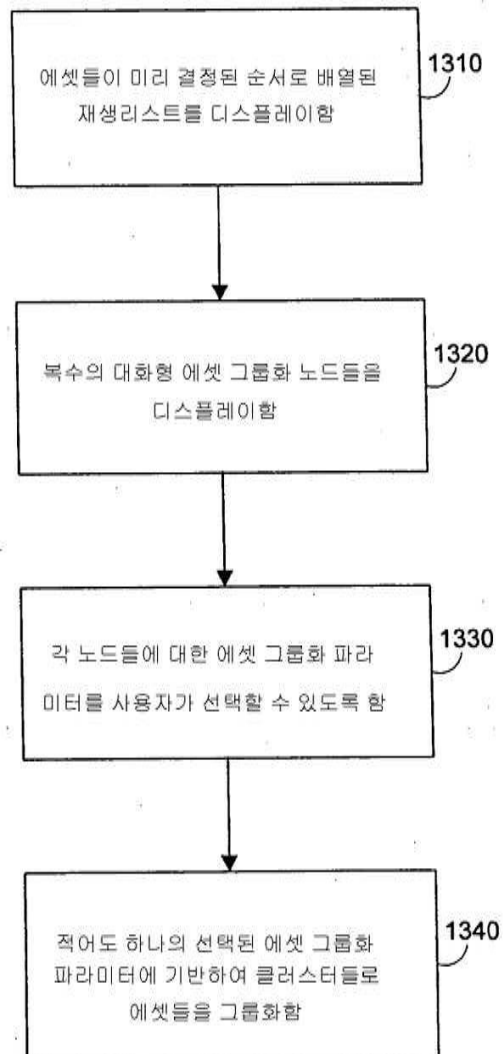 에셋들이 미리 결정된 순서로 배열된
재생리스트를 디스플레이함
1310
복수의 대화형 에셋 그룹화 노드들을
디스플레이함
1320
각 노드들에 대한 에셋 그룹화 파라
미터를 사용자가 선택할 수 있도록 함
1330
적어도 하나의 선택된 에셋 그룹화
파라미터에 기반하여 클러스터들로
에셋들을 그룹화함
1340